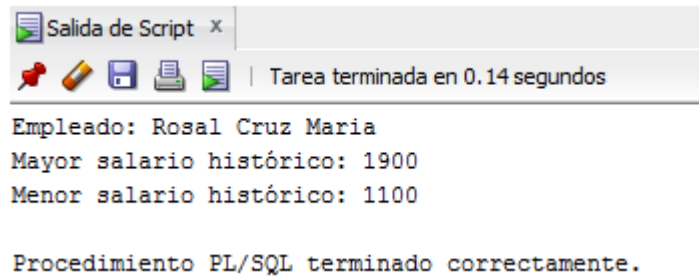 Salida de Script x
Tarea terminada en 0.14 segundos
Empleado: Rosal Cruz Maria
Mayor salario histórico: 1900
Menor salario histórico: 1100
Procedimiento PL/SQL terminado correctamente.